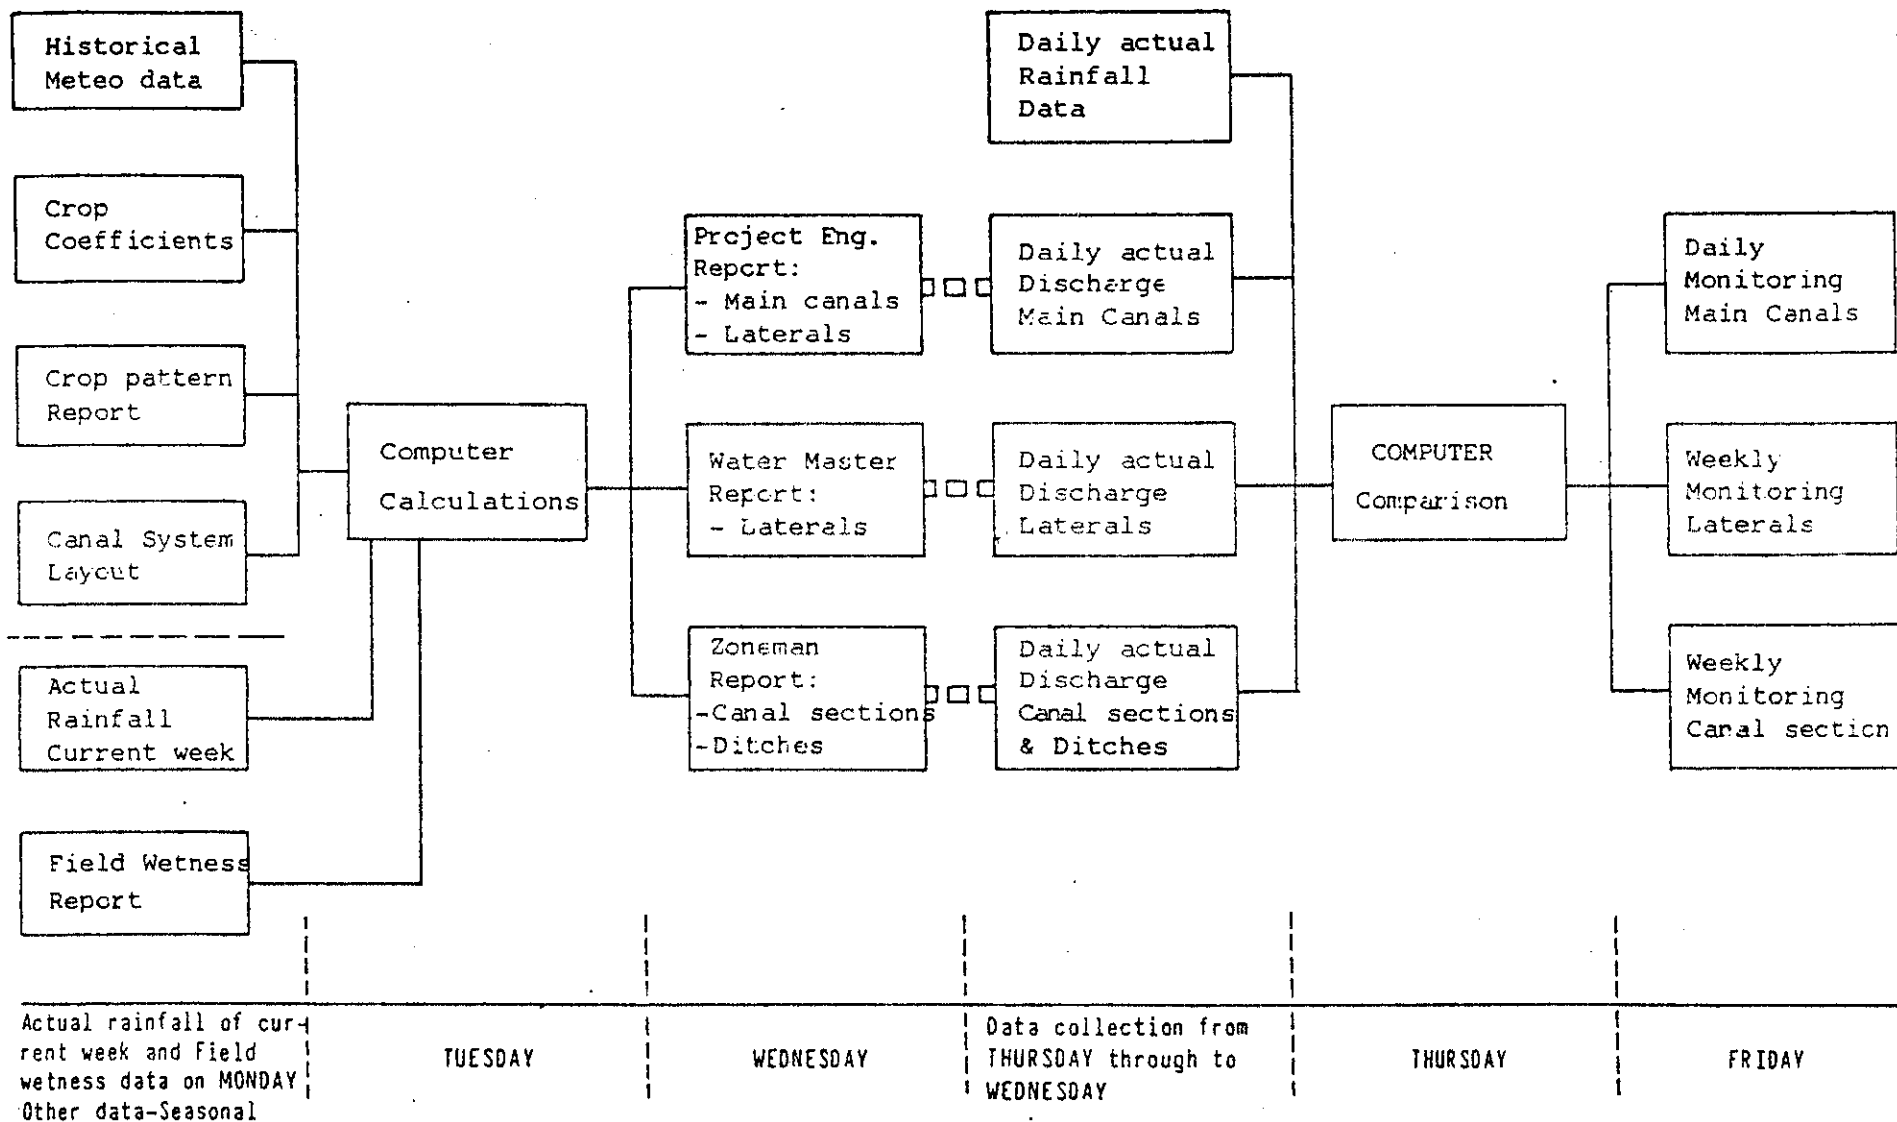 Historical
Meteo data
Crop
Coefficients
Crop pattern
Report
Canal System
Layout
Actual
Rainfall
Current week
Field Wetness
Report
Computer
Calculations
Project Eng.
Report:
- Main canals
- Laterals
Water Master
Report:
- Laterals
Zoneman
Report:
-Canal sections
-Ditches
Daily actual
Rainfall
Data
Daily actual
Discharge
Main Canals
Daily actual
Discharge
Laterals
Daily actual
Discharge
Canal sections
& Ditches
COMPUTER
Comparison
Daily
Monitoring
Main Canals
Weekly
Monitoring
Laterals
Weekly
Monitoring
Canal section
Actual rainfall of cur-
rent week and Field
wetness data on MONDAY
Other data-Seasonal
TUESDAY
WEDNESDAY
Data collection from
THURSDAY through to
WEDNESDAY
THURSDAY
FRIDAY